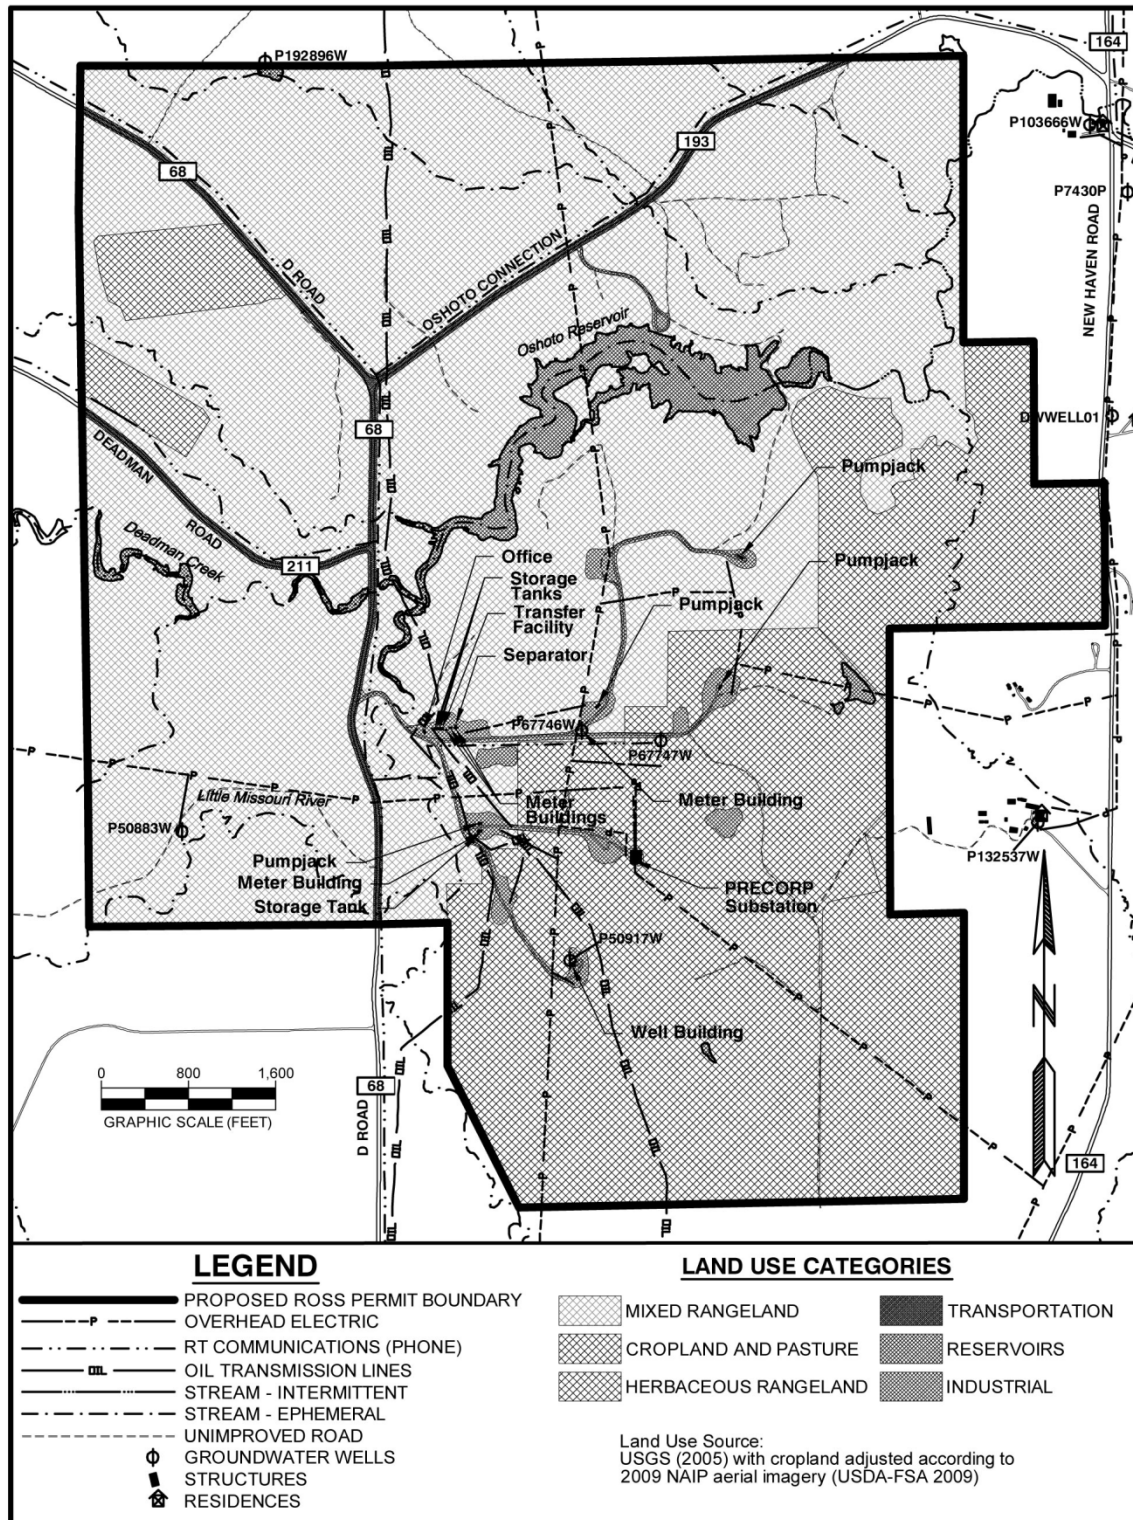 164
P192896W
P103666W
193
68
P7430P
NEW HAVEN ROAD
D ROAD
OSHOTO CONNECTION
Oshoto Reservoir
68
DEADMAN
ROAD
Pumpjack
Deadman Creek
211
Office
Storage
Tanks
Transfer
Facility
Separator
Pumpjack
Pumpjack
P67746W
P67747W
Little Missouri River
Meter
Buildings
Meter Building
P50883W
Pumpjack
Meter Building
Storage Tank
PRECORP
Substation
P132537W
P50917W
Well Building
N
0 800 1,600
GRAPHIC SCALE (FEET)
68
D ROAD
164
LEGEND
PROPOSED ROSS PERMIT BOUNDARY
P OVERHEAD ELECTRIC
RT COMMUNICATIONS (PHONE)
OIL OIL TRANSMISSION LINES
STREAM - INTERMITTENT
STREAM - EPHEMERAL
UNIMPROVED ROAD
GROUNDWATER WELLS
STRUCTURES
RESIDENCES
LAND USE CATEGORIES
MIXED RANGELAND
CROPLAND AND PASTURE
HERBACEOUS RANGELAND
TRANSPORTATION
RESERVOIRS
INDUSTRIAL
Land Use Source:
USGS (2005) with cropland adjusted according to
2009 NAIP aerial imagery (USDA-FSA 2009)